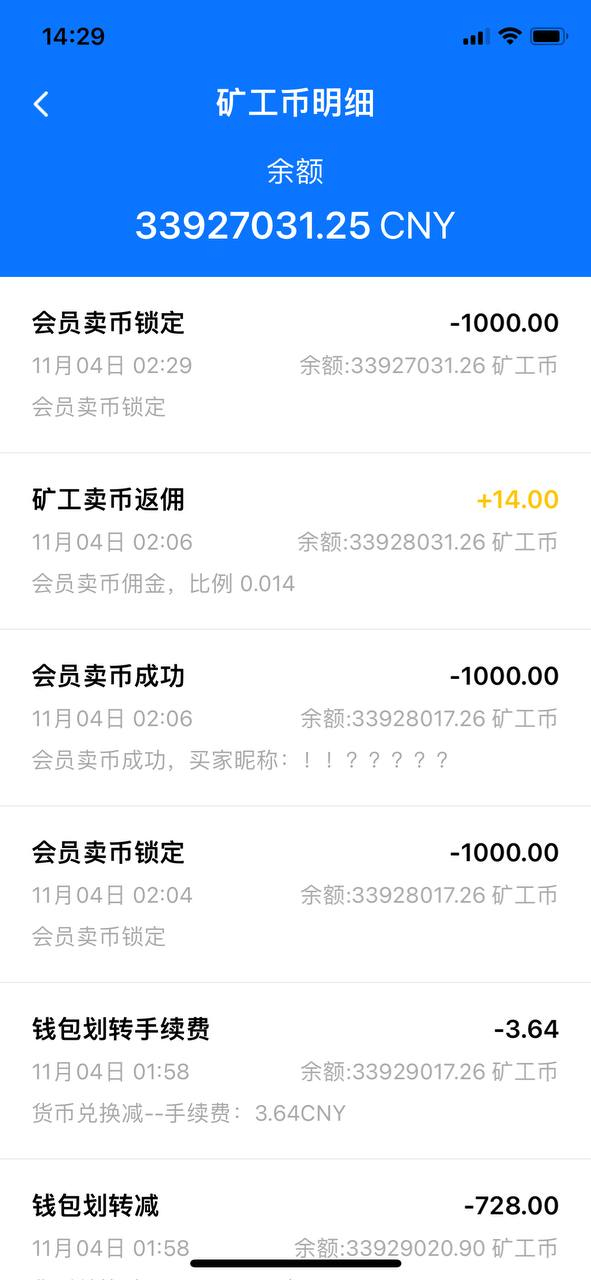 14:29
矿工币明细
余额
33927031.25 CNY
会员卖币锁定 -1000.00
11月04日 02:29 余额:33927031.26 矿工币
会员卖币锁定
矿工卖币返佣 +14.00
11月04日 02:06 余额:33928031.26 矿工币
会员卖币佣金，比例 0.014
会员卖币成功 -1000.00
11月04日 02:06 余额:33928017.26 矿工币
会员卖币成功，买家昵称：！！？？？？？
会员卖币锁定 -1000.00
11月04日 02:04 余额:33928017.26 矿工币
会员卖币锁定
钱包划转手续费 -3.64
11月04日 01:58 余额:33929017.26 矿工币
货币兑换减--手续费：3.64CNY
钱包划转减 -728.00
11月04日 01:58 余额:33929020.90 矿工币